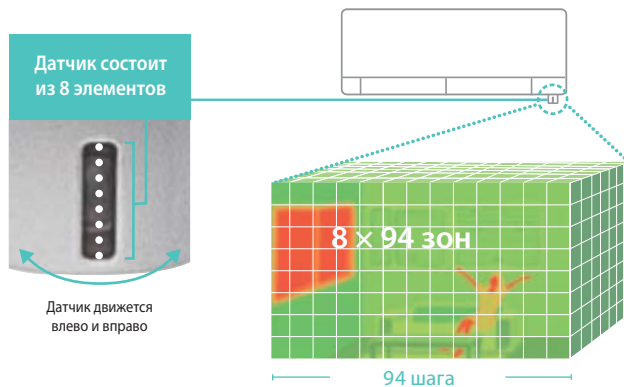 Датчик состоит
из 8 элементов
8 × 94 зон
Датчик движется
влево и вправо
94 шага